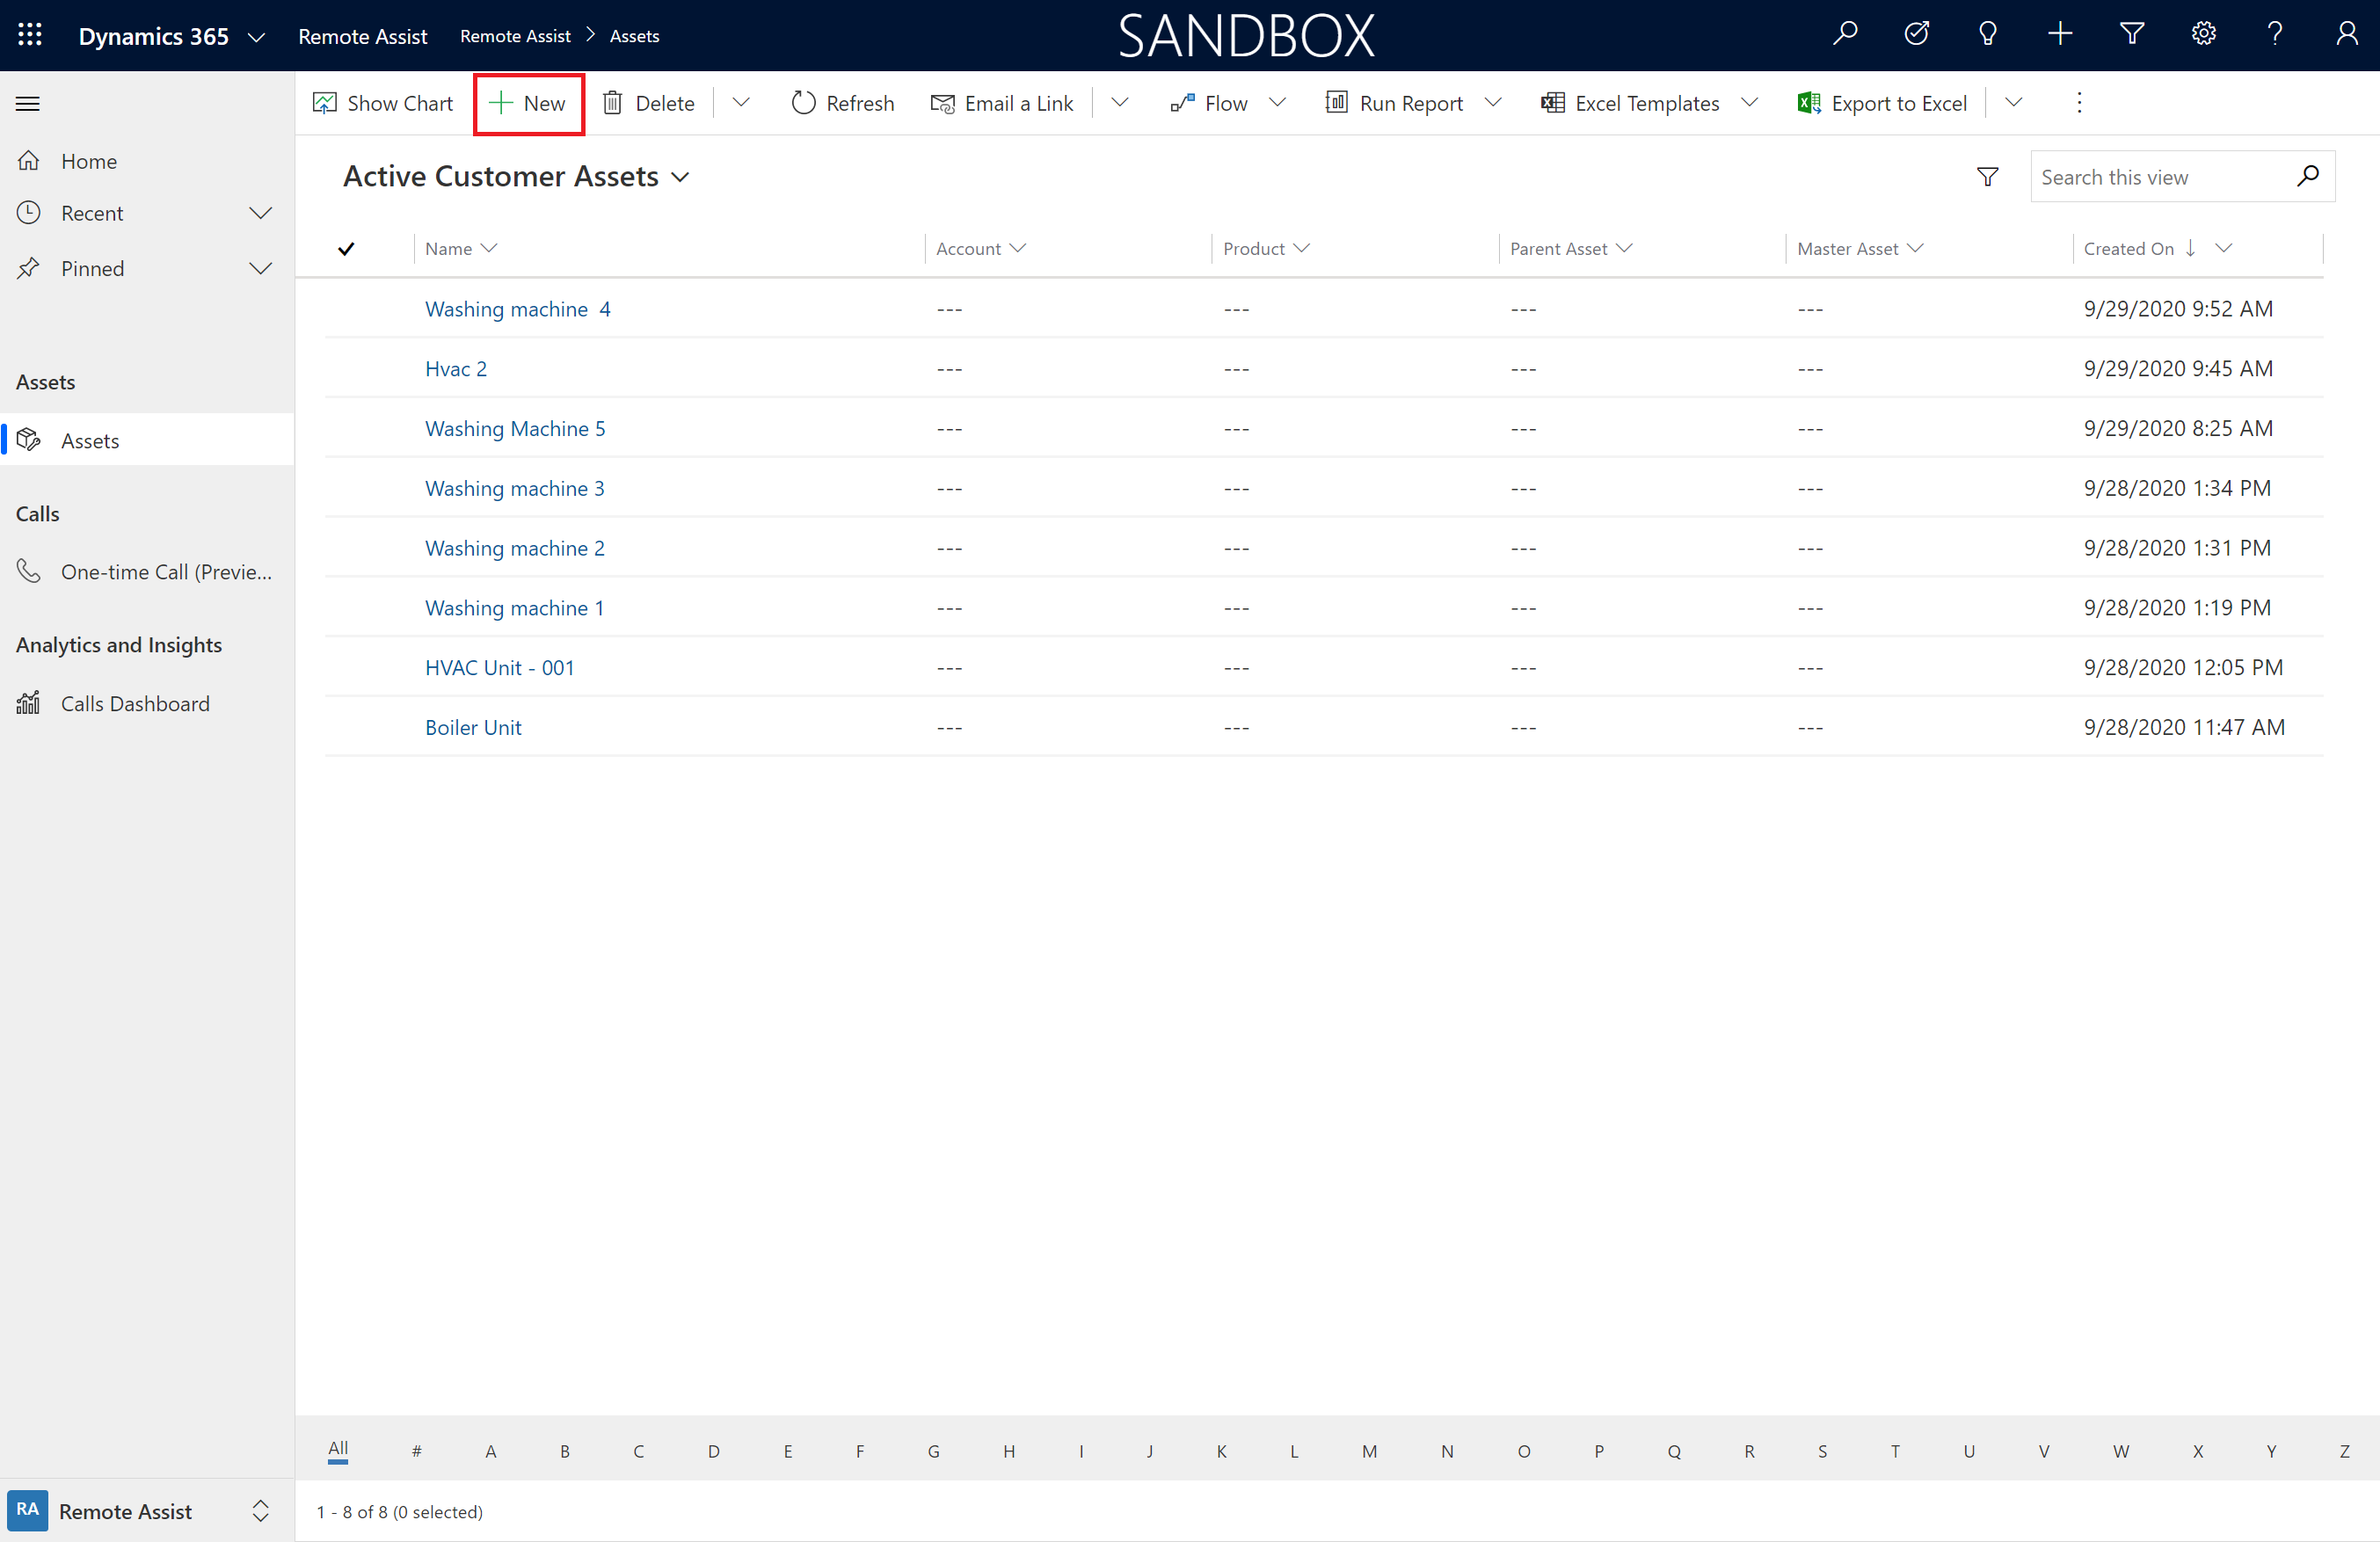 Dynamics 365 Remote Assist Remote Assist > Assets SANDBOX
Show Chart New Delete Refresh Email a Link Flow Run Report Excel Templates Export to Excel
Home
Recent
Pinned
Assets
Assets
Calls
One-time Call (Previe...
Analytics and Insights
Calls Dashboard
RA Remote Assist
Active Customer Assets Search this view
Name Account Product Parent Asset Master Asset Created On
Washing machine  4 --- --- --- --- 9/29/2020 9:52 AM
Hvac 2 --- --- --- --- 9/29/2020 9:45 AM
Washing Machine 5 --- --- --- --- 9/29/2020 8:25 AM
Washing machine 3 --- --- --- --- 9/28/2020 1:34 PM
Washing machine 2 --- --- --- --- 9/28/2020 1:31 PM
Washing machine 1 --- --- --- --- 9/28/2020 1:19 PM
HVAC Unit - 001 --- --- --- --- 9/28/2020 12:05 PM
Boiler Unit --- --- --- --- 9/28/2020 11:47 AM
All # A B C D E F G H I J K L M N O P Q R S T U V W X Y Z
1 - 8 of 8 (0 selected)